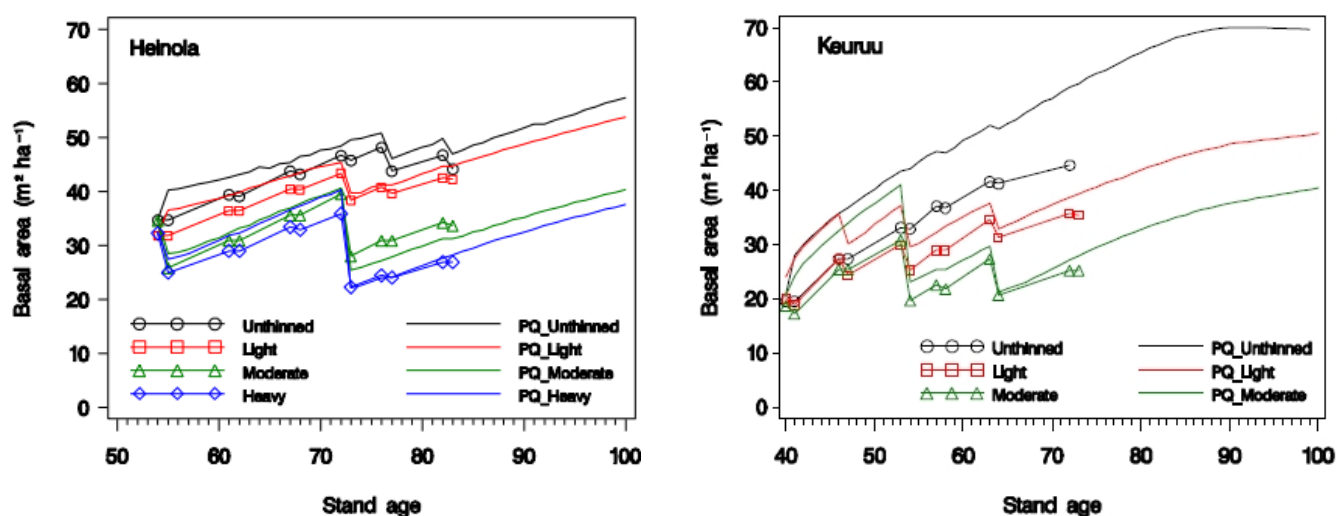 Heinola
Basal area (m² ha⁻¹)
70
60
50
40
30
20
10
0
Unthinned PQ_Unthinned
Light PQ_Light
Moderate PQ_Moderate
Heavy PQ_Heavy
50 60 70 80 90 100
Stand age
Keuruu
Basal area (m² ha⁻¹)
70
60
50
40
30
20
10
0
Unthinned PQ_Unthinned
Light PQ_Light
Moderate PQ_Moderate
40 50 60 70 80 90 100
Stand age